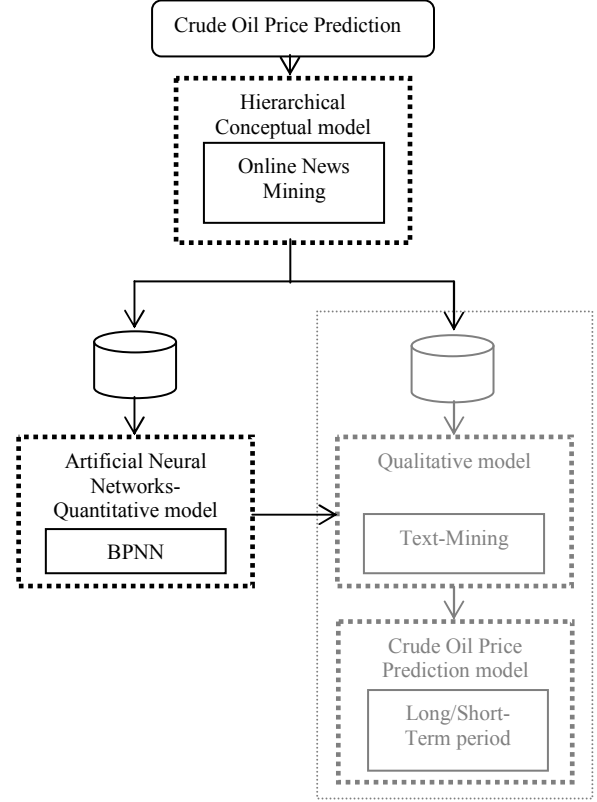 Crude Oil Price Prediction
Hierarchical
Conceptual model
Online News
Mining
Artificial Neural
Networks-
Quantitative model
BPNN
Qualitative model
Text-Mining
Crude Oil Price
Prediction model
Long/Short-
Term period